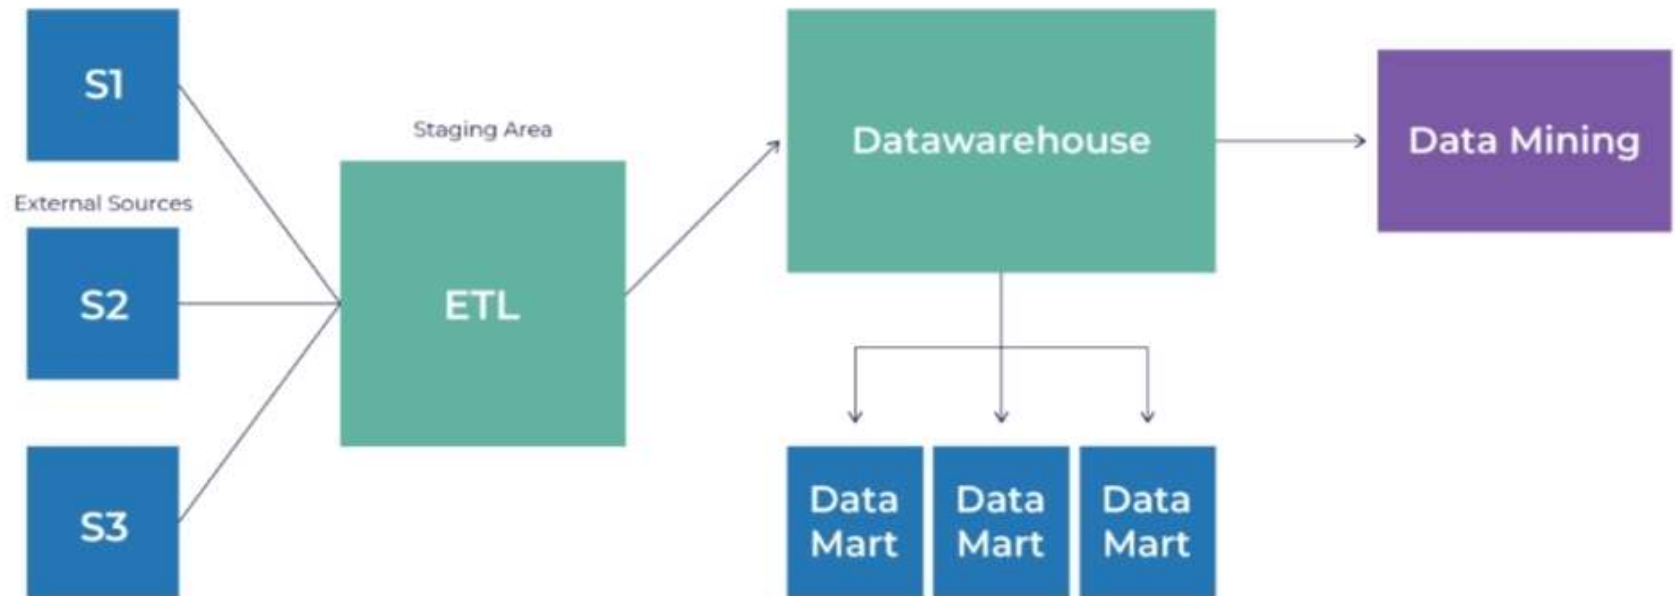 S1
External Sources
S2
S3
Staging Area
ETL
Datawarehouse
Data Mining
Data
Mart
Data
Mart
Data
Mart